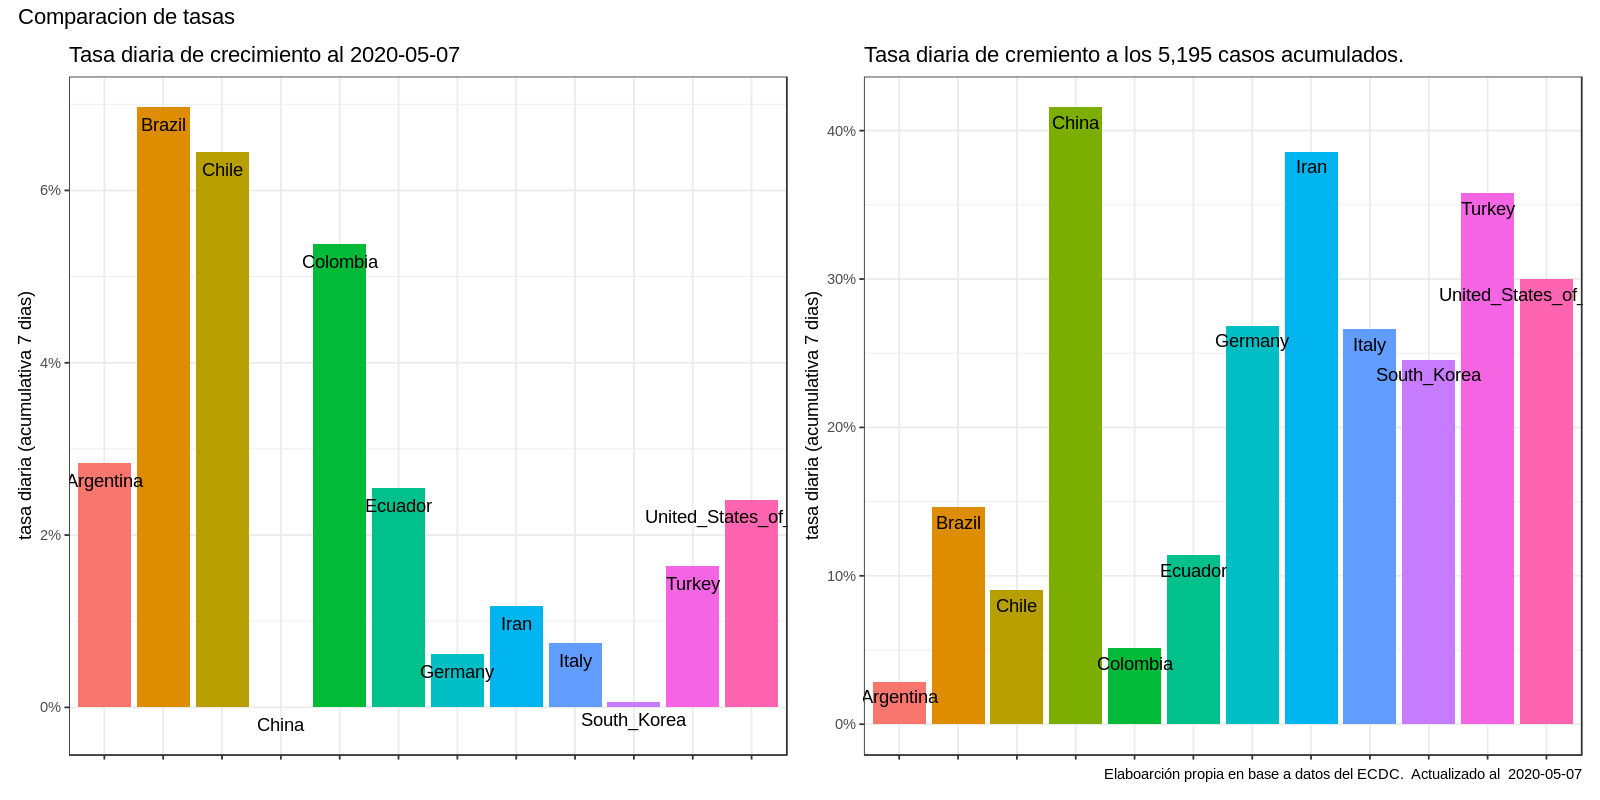 Comparacion de tasas
Tasa diaria de crecimiento al 2020-05-07
tasa diaria (acumulativa 7 dias)
6%
4%
2%
0%
Argentina
Brazil
Chile
China
Colombia
Ecuador
Germany
Iran
Italy
South_Korea
Turkey
United_States_of_
Tasa diaria de cremiento a los 5,195 casos acumulados.
tasa diaria (acumulativa 7 dias)
40%
30%
20%
10%
0%
Argentina
Brazil
Chile
China
Colombia
Ecuador
Germany
Iran
Italy
South_Korea
Turkey
United_States_of_
Elaboarción propia en base a datos del ECDC. Actualizado al 2020-05-07